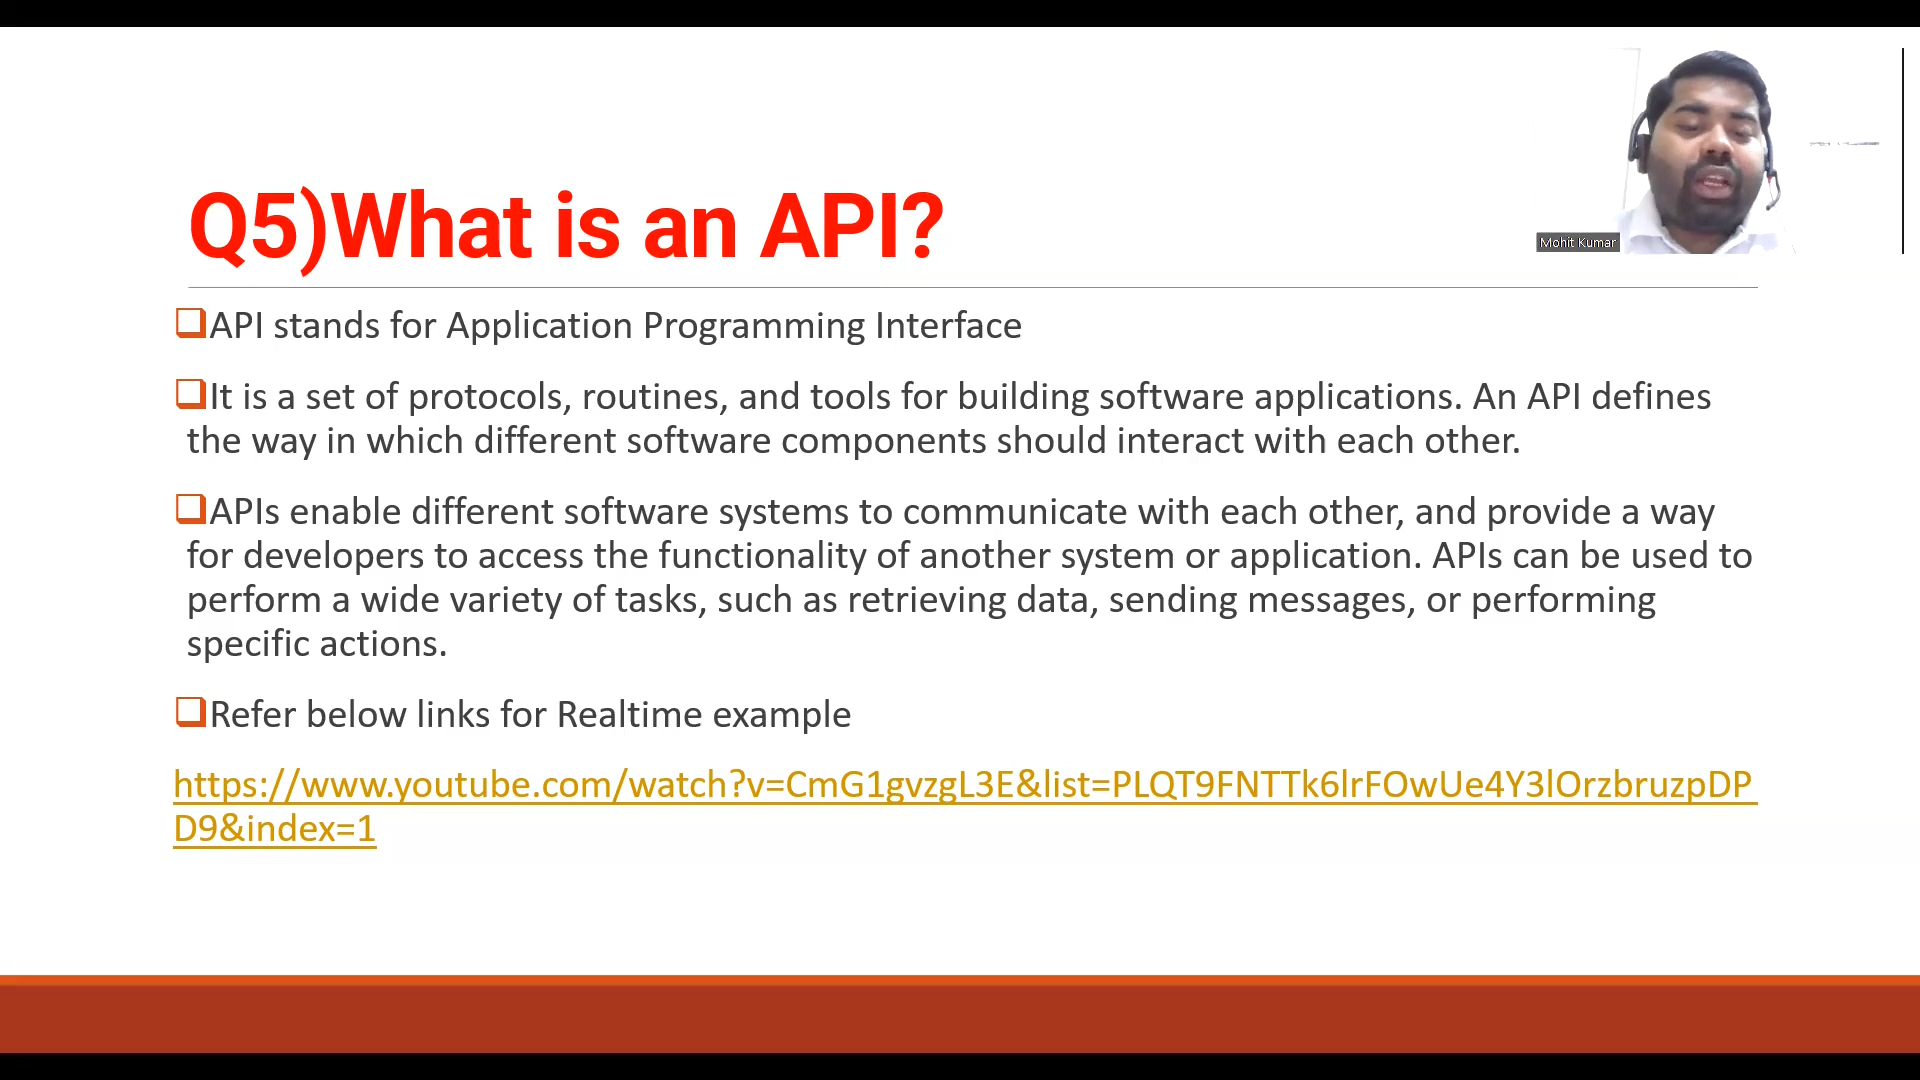 Q5)What is an API?
Mohit Kumar
API stands for Application Programming Interface
It is a set of protocols, routines, and tools for building software applications. An API defines
the way in which different software components should interact with each other.
APIs enable different software systems to communicate with each other, and provide a way
for developers to access the functionality of another system or application. APIs can be used to
perform a wide variety of tasks, such as retrieving data, sending messages, or performing
specific actions.
Refer below links for Realtime example
https://www.youtube.com/watch?v=CmG1gvzgL3E&list=PLQT9FNTTk6lrFOwUe4Y3lOrzbruzpDP
D9&index=1